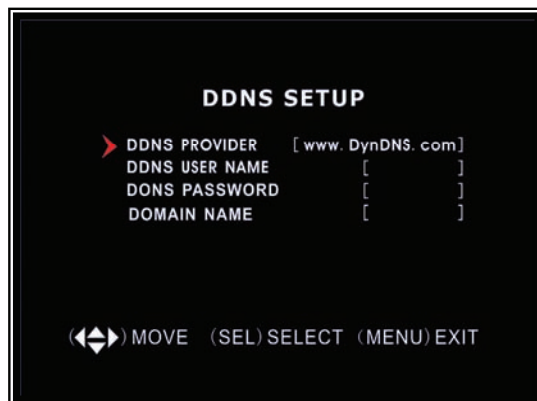 DDNS SETUP
DDNS PROVIDER [www. DynDNS. com]
DDNS USER NAME [ ]
DONS PASSWORD [ ]
DOMAIN NAME [ ]
( ) MOVE (SEL) SELECT (MENU) EXIT